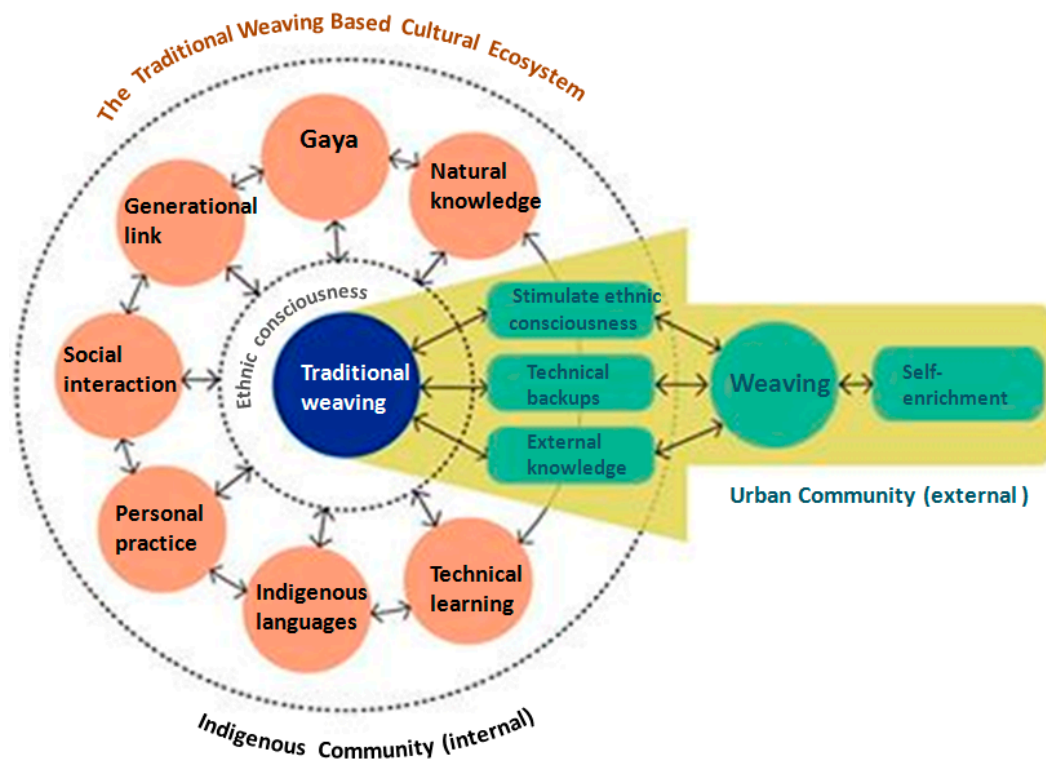 The Traditional Weaving Based Cultural Ecosystem
Gaya
Natural
knowledge
Generational
link
Ethnic consciousness
Social
interaction
Traditional
weaving
Stimulate ethnic
consciousness
Technical
backups
External
knowledge
Weaving
Self-
enrichment
Urban Community (external )
Personal
practice
Indigenous
languages
Technical
learning
Indigenous Community (internal)